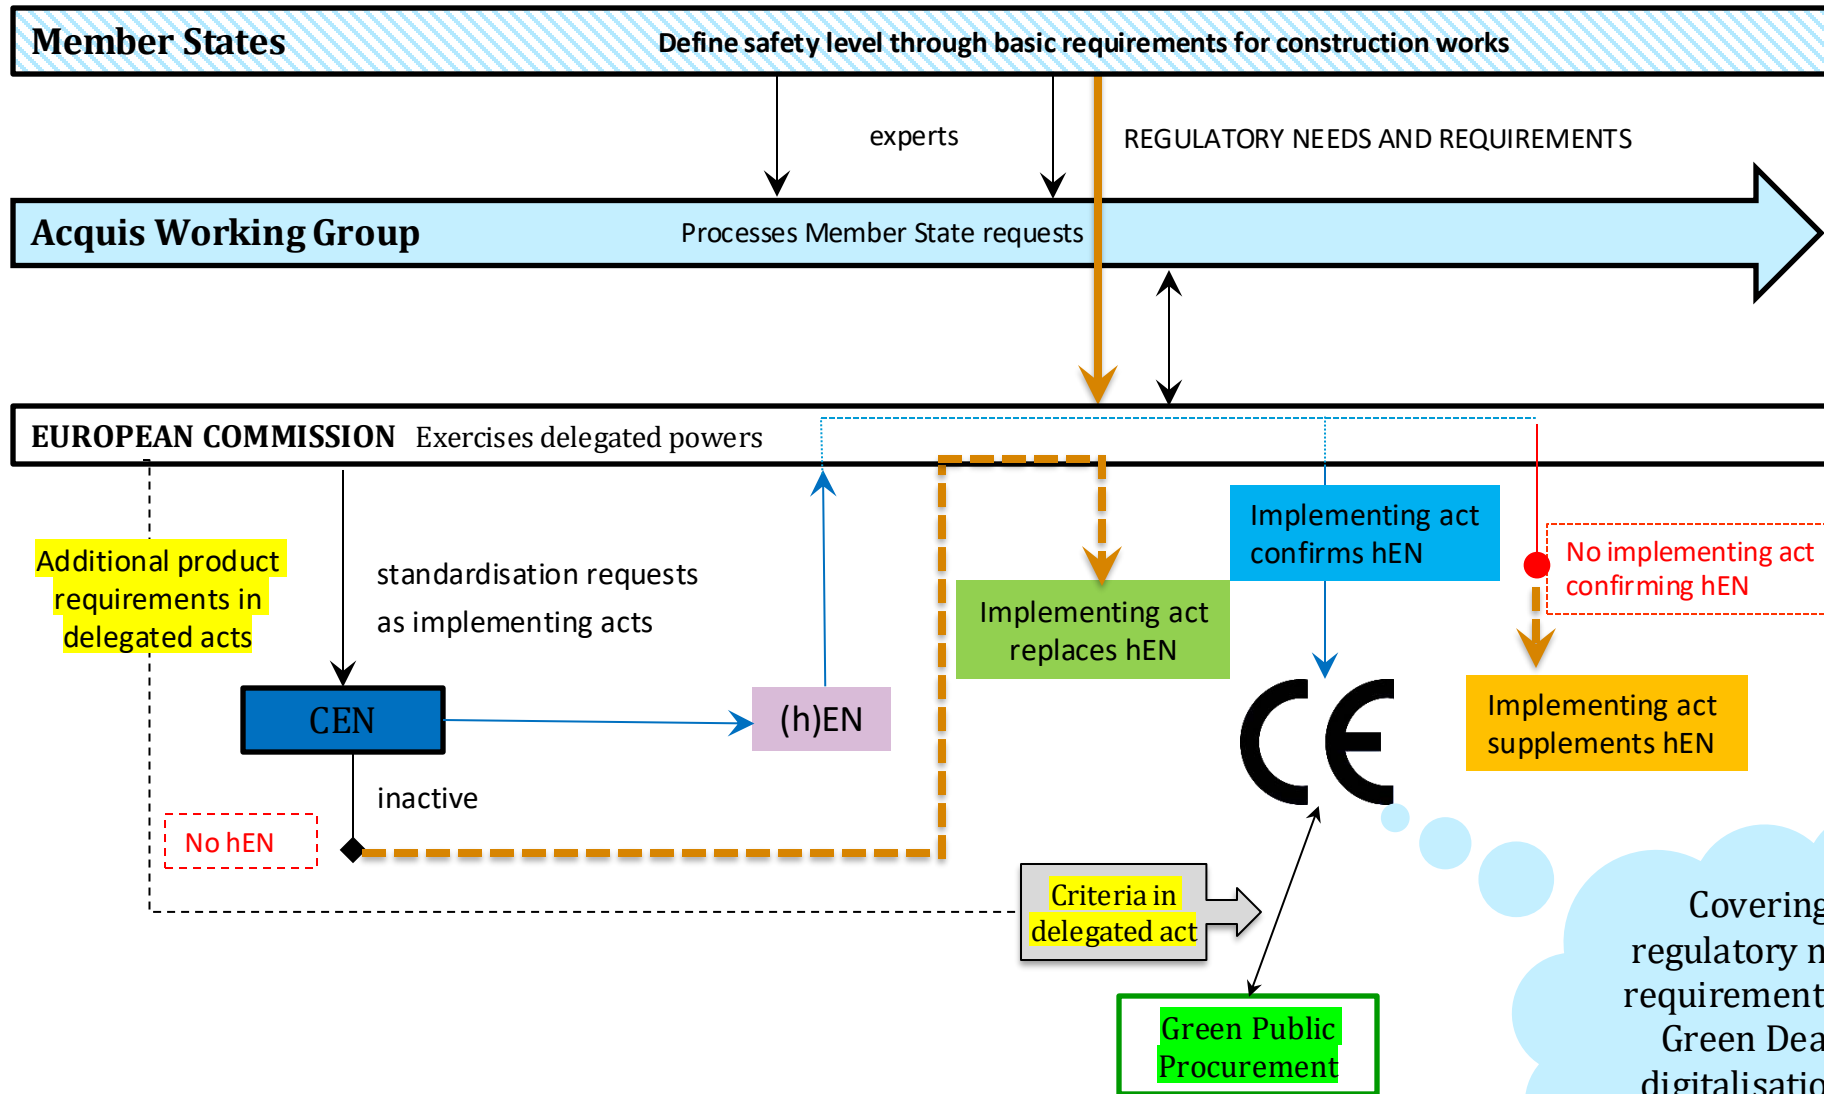 Member States
Define safety level through basic requirements for construction works
experts
REGULATORY NEEDS AND REQUIREMENTS
Acquis Working Group
Processes Member State requests
EUROPEAN COMMISSION Exercises delegated powers
Additional product
requirements in
delegated acts
standardisation requests
as implementing acts
Implementing act
replaces hEN
Implementing act
confirms hEN
No implementing act
confirming hEN
CEN
(h)EN
Implementing act
supplements hEN
CE
inactive
No hEN
Criteria in
delegated act
Green Public
Procurement
Covering
regulatory
requirement
Green
digitalisatio